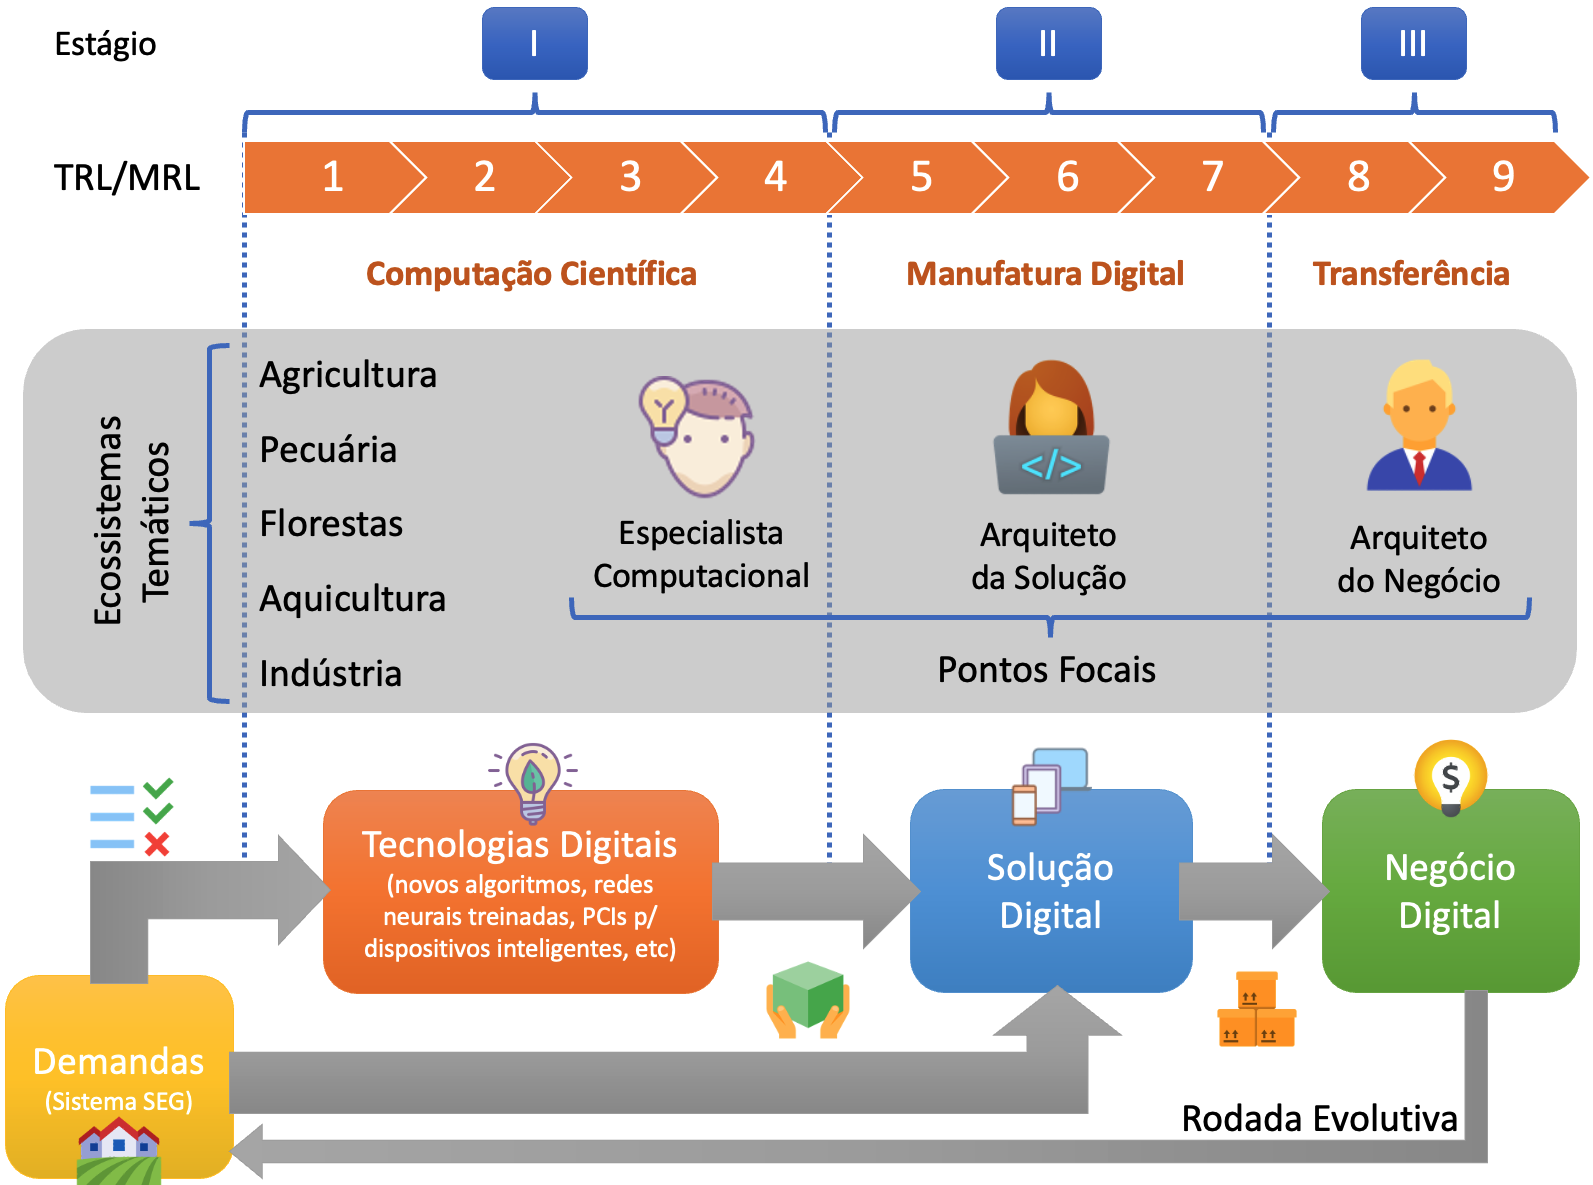 Estágio
I
II
III
TRL/MRL
1
2
3
4
5
6
7
8
9
Computação Científica
Manufatura Digital
Transferência
Ecossistemas
Temáticos
Agricultura
Pecuária
Florestas
Aquicultura
Indústria
Especialista
Computacional
</>
Arquiteto
da Solução
Arquiteto
do Negócio
Pontos Focais
Tecnologias Digitais
(novos algoritmos, redes
neurais treinadas, PCIs p/
dispositivos inteligentes, etc)
Solução
Digital
$
Negócio
Digital
Demandas
(Sistema SEG)
Rodada Evolutiva